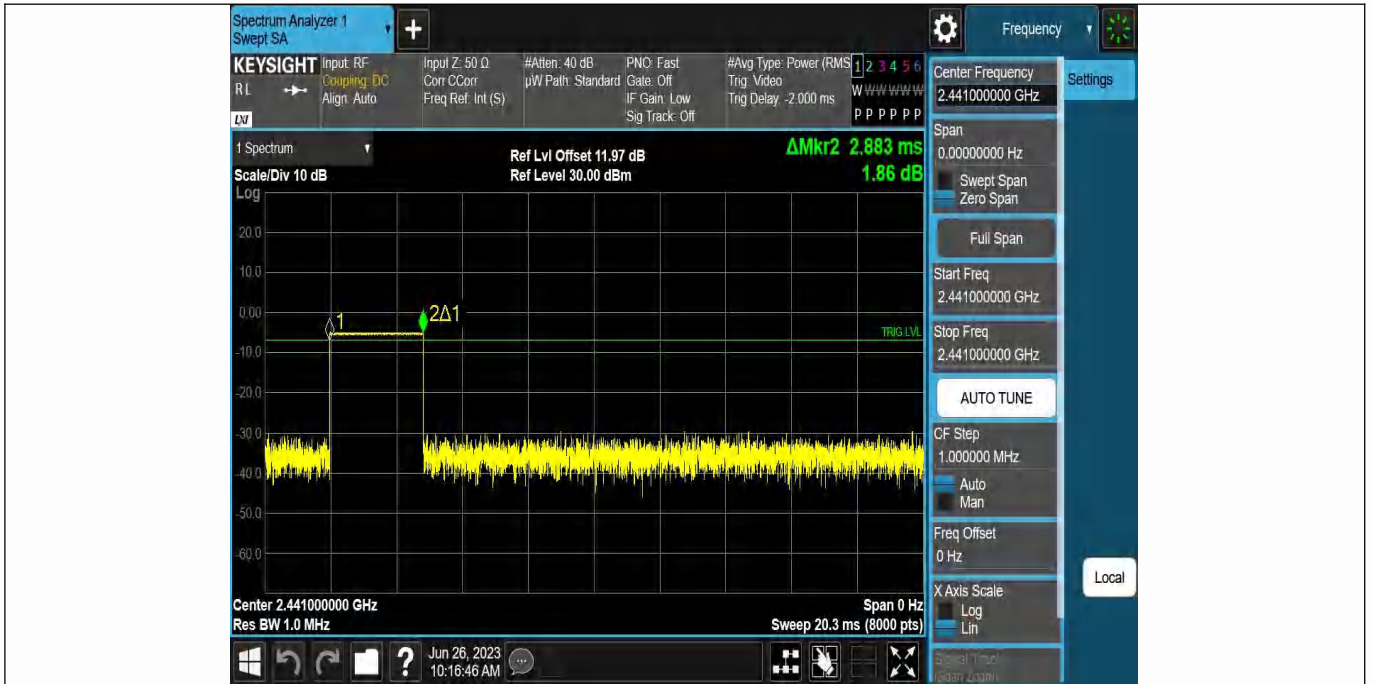 Spectrum Analyzer 1
Swept SA
+
Frequency
KEYSIGHT
R L
LXI
Input: RF
Coupling: DC
Align: Auto
Input Z: 50 Ω
Corr CCorr
Freq Ref: Int (S)
#Atten: 40 dB
µW Path: Standard
PNO: Fast
Gate: Off
IF Gain: Low
Sig Track: Off
#Avg Type: Power (RMS
Trig: Video
Trig Delay: -2.000 ms
1 2 3 4 5 6
W W W W W W
P P P P P P
Center Frequency
2.441000000 GHz
Settings
1 Spectrum
Scale/Div 10 dB
Log
Ref Lvl Offset 11.97 dB
Ref Level 30.00 dBm
ΔMkr2 2.883 ms
1.86 dB
Span
0.00000000 Hz
Swept Span
Zero Span
Full Span
Start Freq
2.441000000 GHz
Stop Freq
2.441000000 GHz
AUTO TUNE
CF Step
1.000000 MHz
Auto
Man
Freq Offset
0 Hz
X Axis Scale
Log
Lin
Signal Track
(Span Zoom)
Local
20.0
10.0
0.00
-10.0
-20.0
-30.0
-40.0
-50.0
-60.0
1
2Δ1
TRIG LVL
Center 2.441000000 GHz
Res BW 1.0 MHz
Span 0 Hz
Sweep 20.3 ms (8000 pts)
?
Jun 26, 2023
10:16:46 AM